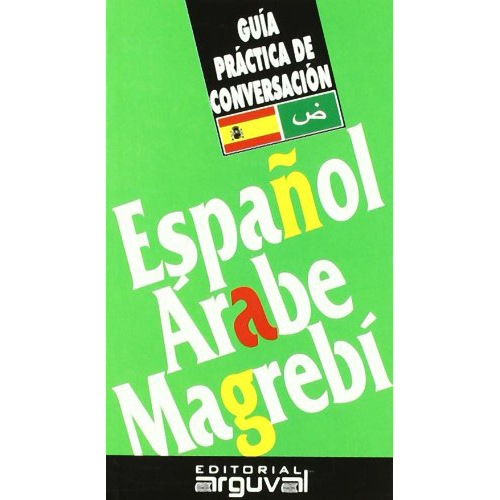 GUÍA
PRÁCTICA DE
CONVERSACIÓN
ض
Español
Árabe
Magrebí
EDITORIAL
arguval